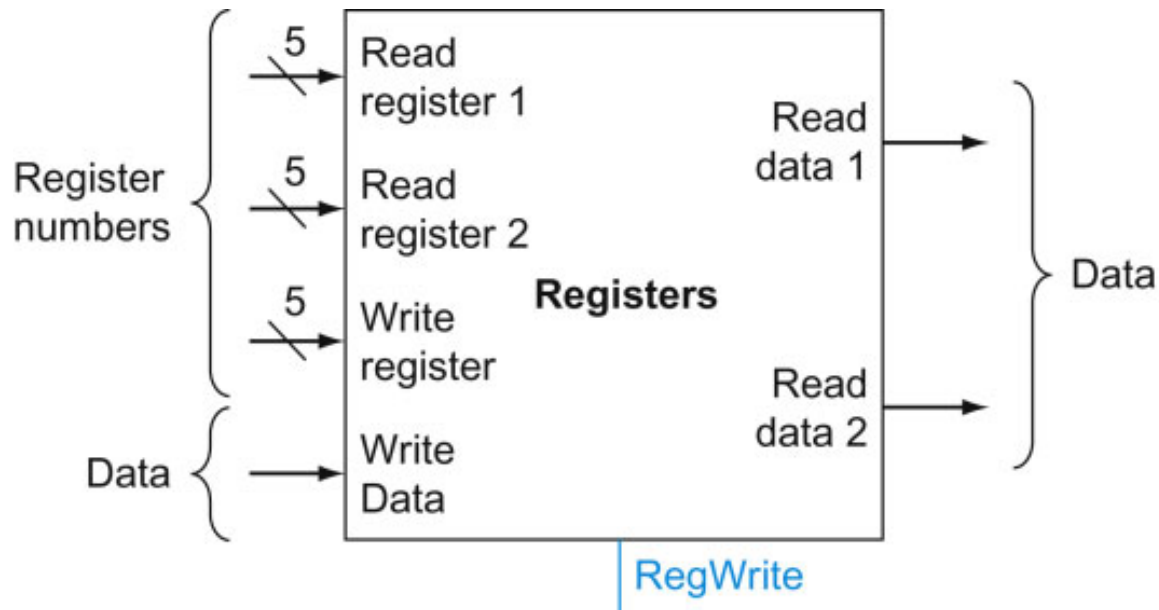 5
Read
register 1
5
Read
register 2
5
Write
register
Write
Data
Register
numbers
Data
Registers
Read
data 1
Read
data 2
Data
RegWrite